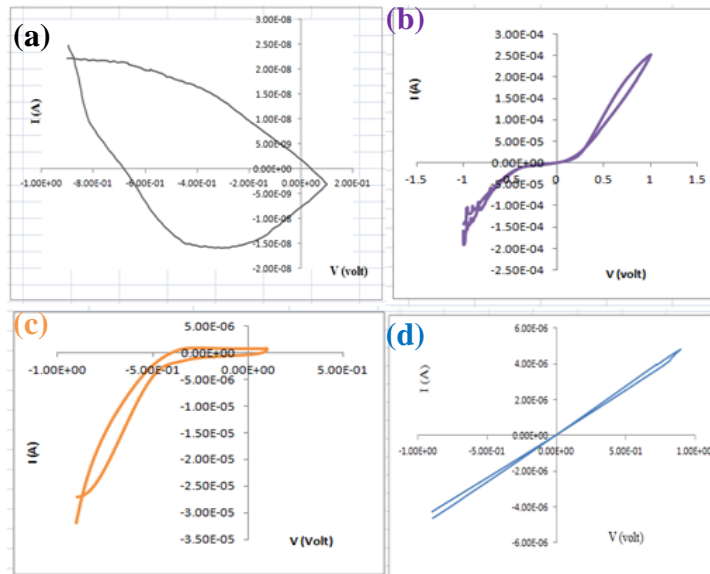 (a)
3.00E-08
2.50E-08
2.00E-08
1.50E-08
1.00E-08
5.00E-09
0.00E+00
-5.00E-09
-1.00E-08
-1.50E-08
-2.00E-08
-1.00E+00 -8.00E-01 -6.00E-01 -4.00E-01 -2.00E-01 0.00E+00 2.00E-01
I (A)
V (volt)
(b)
3.00E-04
2.50E-04
2.00E-04
1.50E-04
1.00E-04
5.00E-05
0.00E+00
-5.00E-05
-1.00E-04
-1.50E-04
-2.00E-04
-2.50E-04
-1.5 -1 -0.5 0 0.5 1 1.5
I (A)
V (volt)
(c)
5.00E-06
0.00E+00
-5.00E-06
-1.00E-05
-1.50E-05
-2.00E-05
-2.50E-05
-3.00E-05
-3.50E-05
-1.00E+00 -5.00E-01 0.00E+00 5.00E-01
I (A)
V (Volt)
(d)
6.00E-06
4.00E-06
2.00E-06
0.00E+00
-2.00E-06
-4.00E-06
-6.00E-06
-1.00E+00 -5.00E-01 0.00E+00 5.00E-01 1.00E+00
I (A)
V (volt)